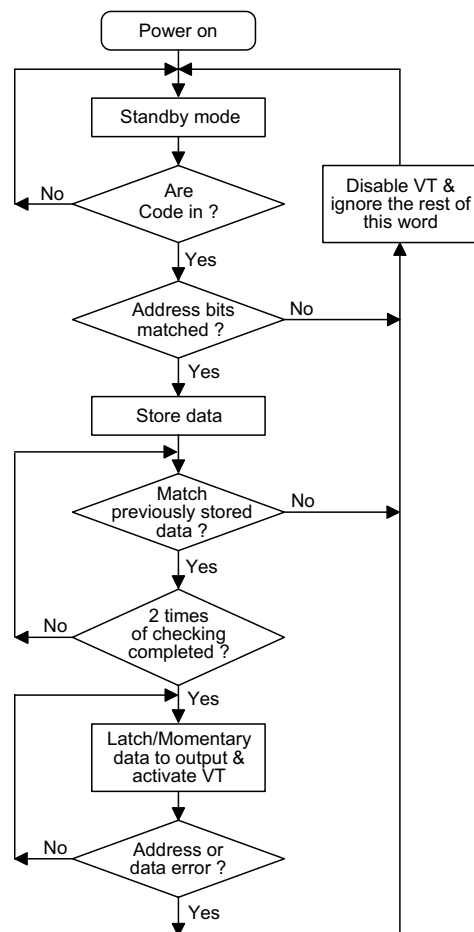 Power on
Standby mode
No
Are
Code in ?
Disable VT &
ignore the rest of
this word
Yes
Address bits
matched ?
No
Yes
Store data
Match
previously stored
data ?
No
Yes
No
2 times
of checking
completed ?
Yes
Latch/Momentary
data to output &
activate VT
No
Address or
data error ?
Yes